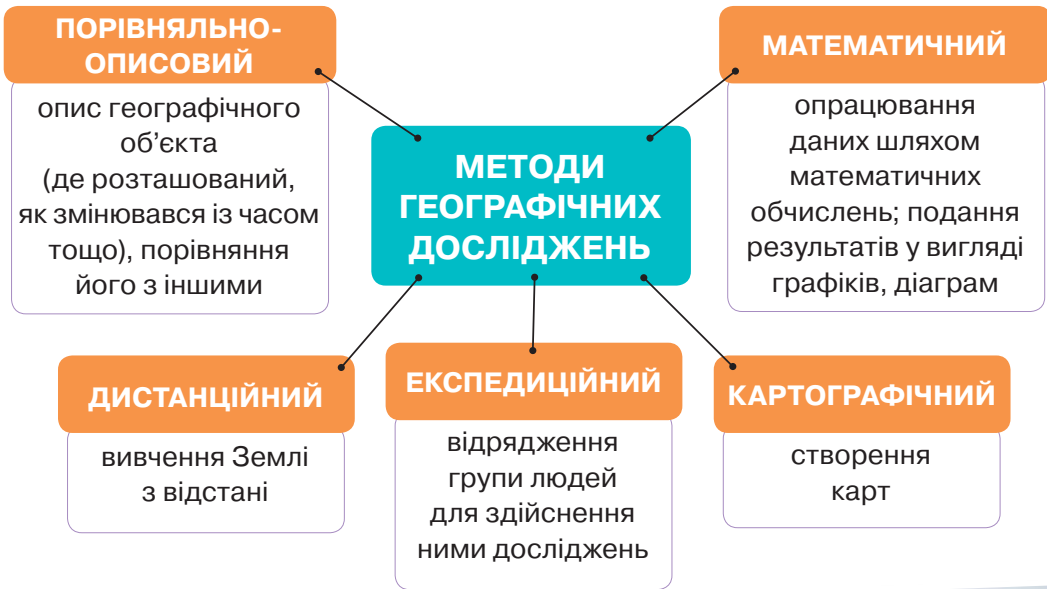 ПОРІВНЯЛЬНО-
ОПИСОВИЙ
опис географічного
об’єкта
(де розташований,
як змінювався із часом
тощо), порівняння
його з іншими
МЕТОДИ
ГЕОГРАФІЧНИХ
ДОСЛІДЖЕНЬ
МАТЕМАТИЧНИЙ
опрацювання
даних шляхом
математичних
обчислень; подання
результатів у вигляді
графіків, діаграм
ДИСТАНЦІЙНИЙ
вивчення Землі
з відстані
ЕКСПЕДИЦІЙНИЙ
відрядження
групи людей
для здійснення
ними досліджень
КАРТОГРАФІЧНИЙ
створення
карт